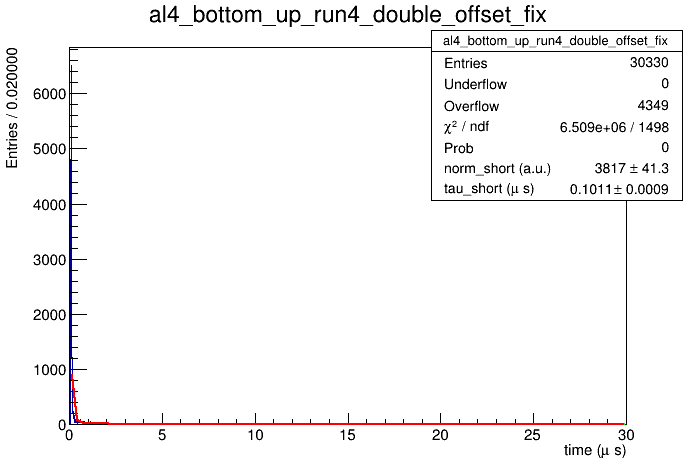 al4_bottom_up_run4_double_offset_fix
al4_bottom_up_run4_double_offset_fix
Entries 30330
Underflow 0
Overflow 4349
χ² / ndf 6.509e+06 / 1498
Prob 0
norm_short (a.u.) 3817 ± 41.3
tau_short (μ s) 0.1011± 0.0009
Entries / 0.020000
6000
5000
4000
3000
2000
1000
0
0 5 10 15 20 25 30
time (μ s)